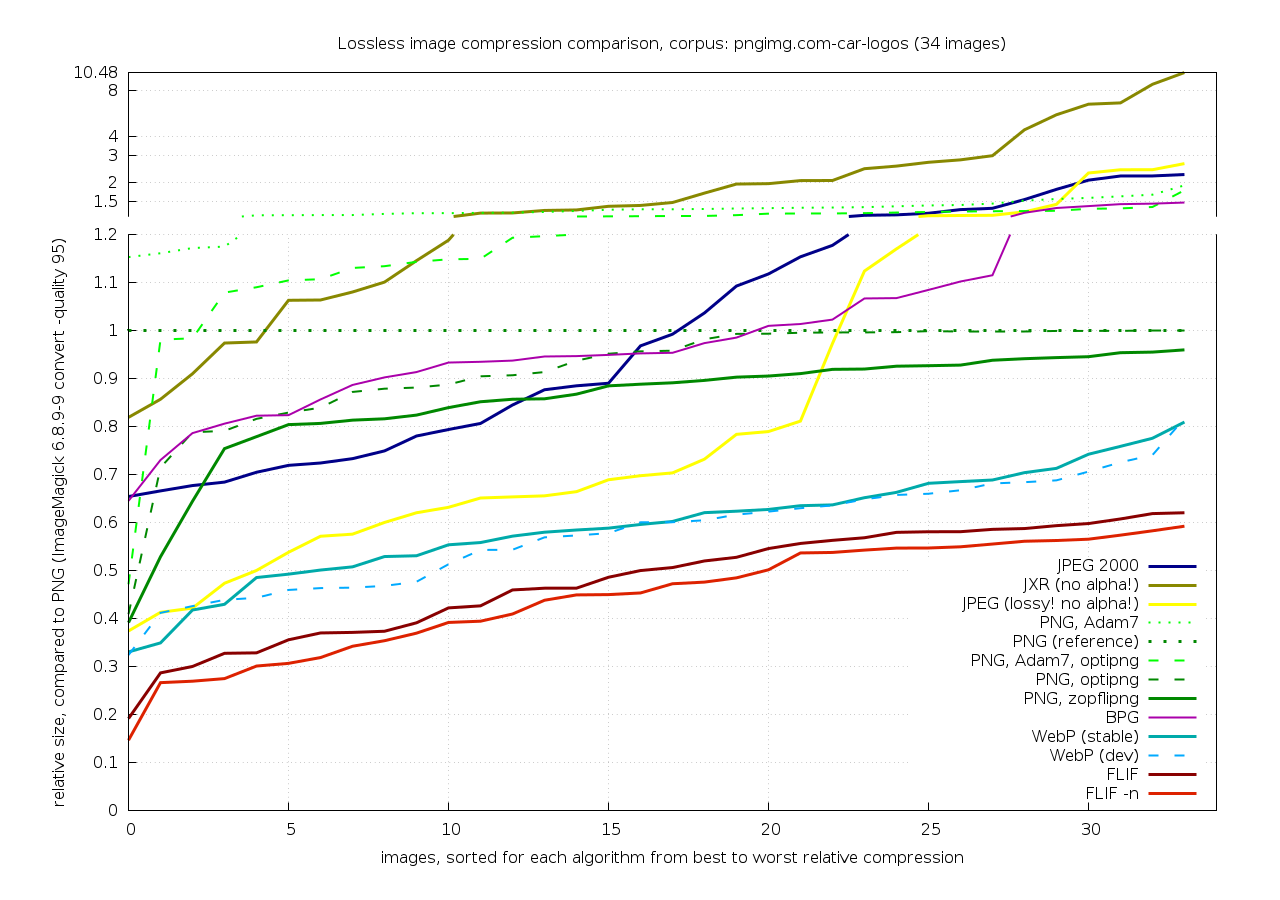 Lossless image compression comparison, corpus: pngimg.com-car-logos (34 images)
10.48
8
4
3
2
1.5
1.2
1.1
1
0.9
0.8
0.7
0.6
0.5
0.4
0.3
0.2
0.1
0
relative size, compared to PNG (ImageMagick 6.8.9-9 convert -quality 95)
JPEG 2000
JXR (no alpha!)
JPEG (lossy! no alpha!)
PNG, Adam7
PNG (reference)
PNG, Adam7, optipng
PNG, optipng
PNG, zopflipng
BPG
WebP (stable)
WebP (dev)
FLIF
FLIF -n
0 5 10 15 20 25 30
images, sorted for each algorithm from best to worst relative compression